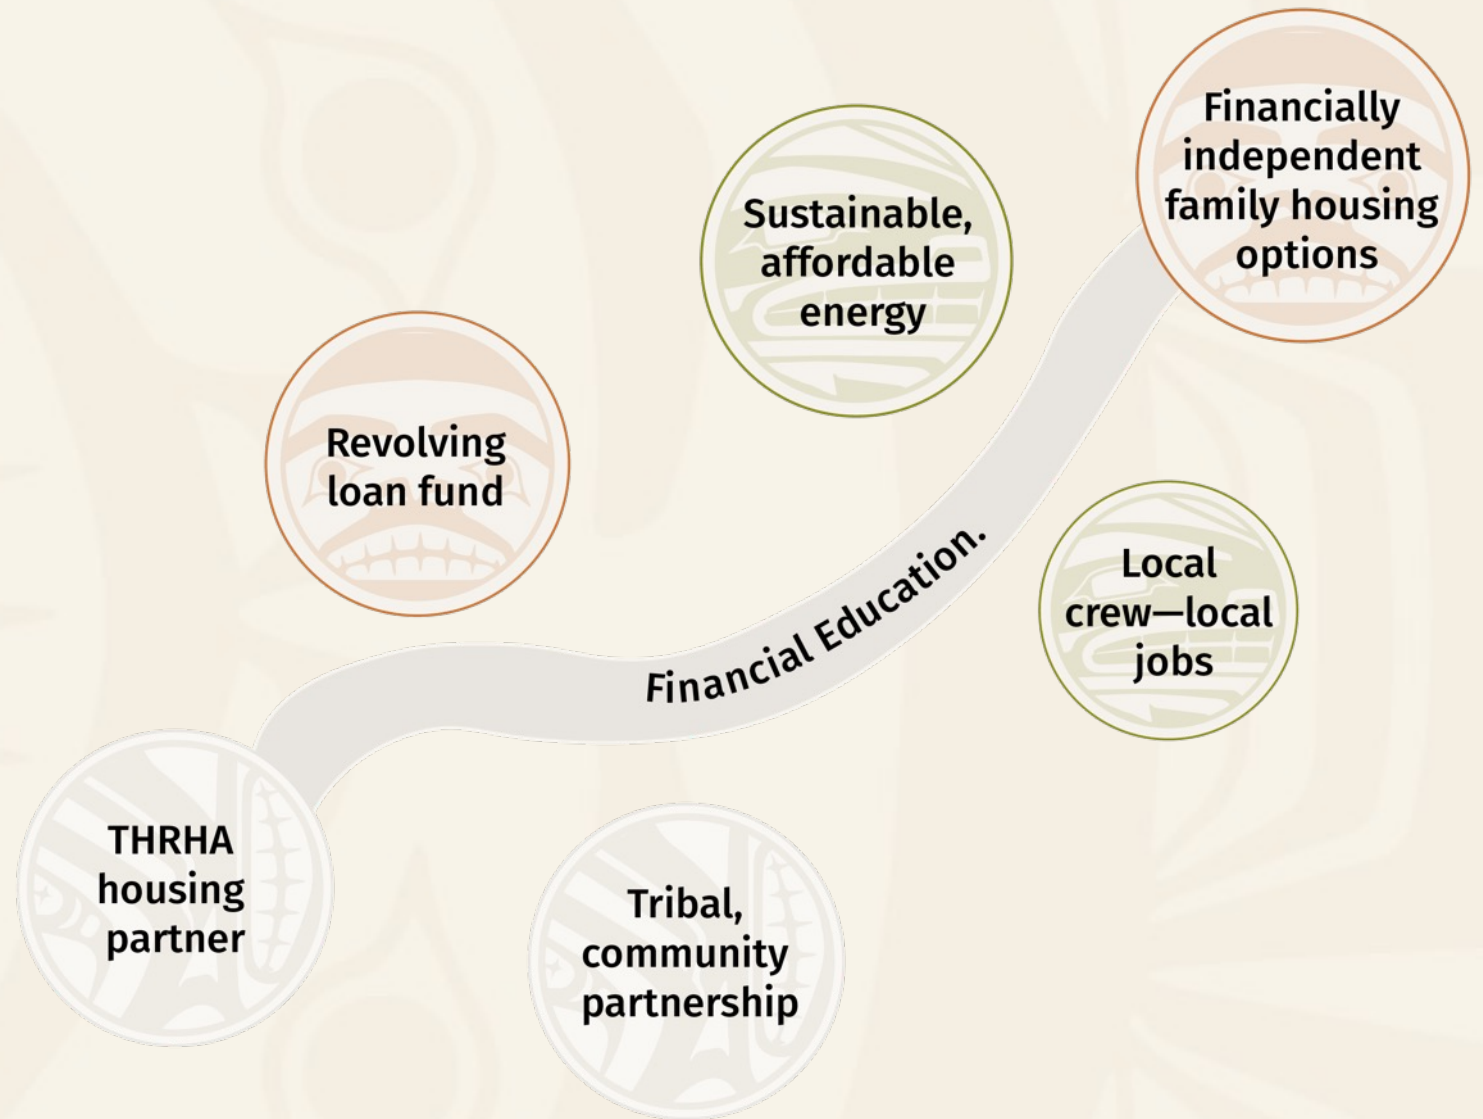 Financially
independent
family housing
options
Sustainable,
affordable
energy
Revolving
loan fund
Financial Education.
Local
crew—local
jobs
THRHA
housing
partner
Tribal,
community
partnership